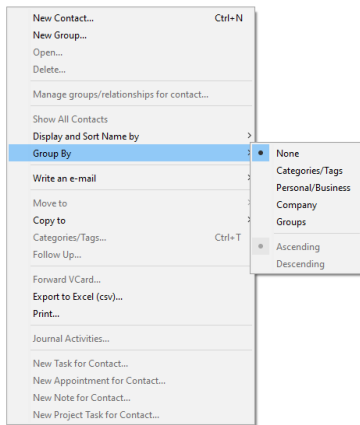 New Contact... Ctrl+N
New Group...
Open...
Delete...
Manage groups/relationships for contact...
Show All Contacts
Display and Sort Name by
Group By
Write an e-mail
Move to
Copy to
Categories/Tags... Ctrl+T
Follow Up...
Forward VCard...
Export to Excel (csv)...
Print...
Journal Activities...
New Task for Contact...
New Appointment for Contact...
New Note for Contact...
New Project Task for Contact...
None
Categories/Tags
Personal/Business
Company
Groups
Ascending
Descending